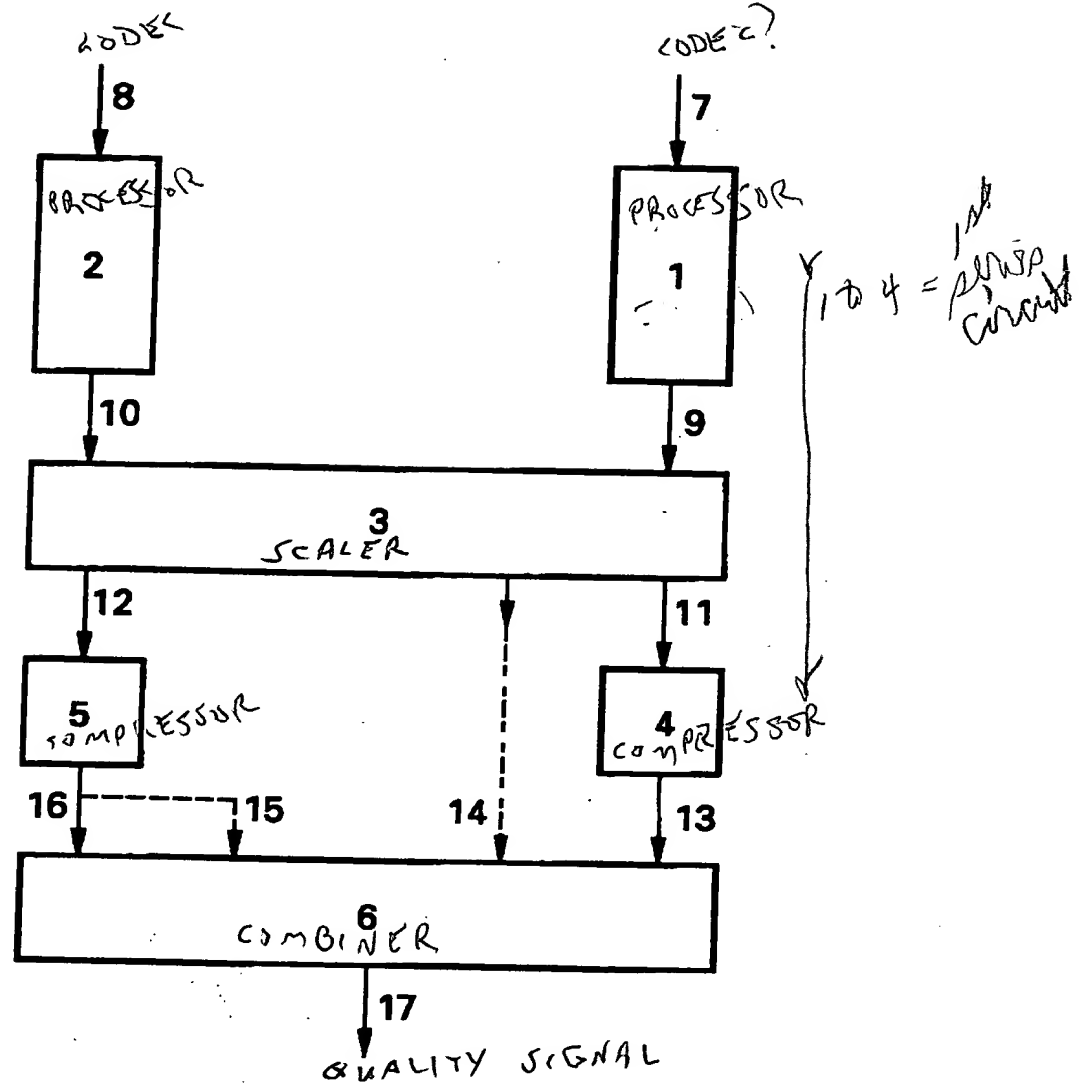 CODEC
CODEC?
8
7
PROCESSOR
PROCESSOR
2
1
1st
1 to 4 =
circuit
10
9
3
SCALER
12
11
5
COMPRESSOR
4
COMPRESSOR
16
15
14
13
6
COMBINER
17
QUALITY SIGNAL